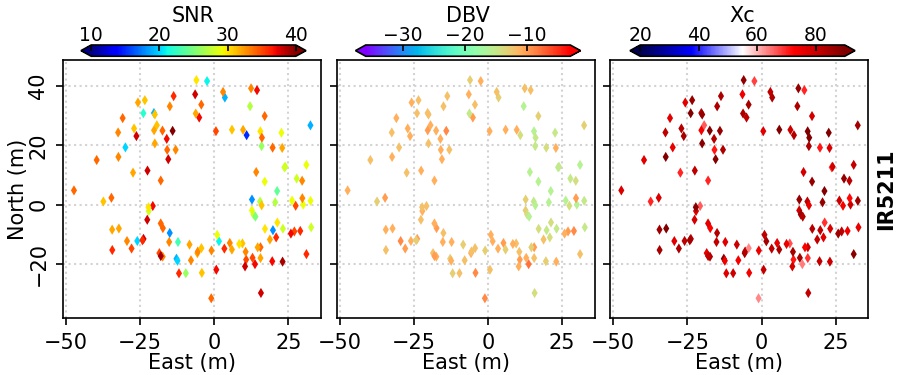 SNR DBV Xc
10 20 30 40 −30 −20 −10 20 40 60 80
40
20
0
−20
North (m)
IR5211
−50 −25 0 25 −50 −25 0 25 −50 −25 0 25
East (m) East (m) East (m)